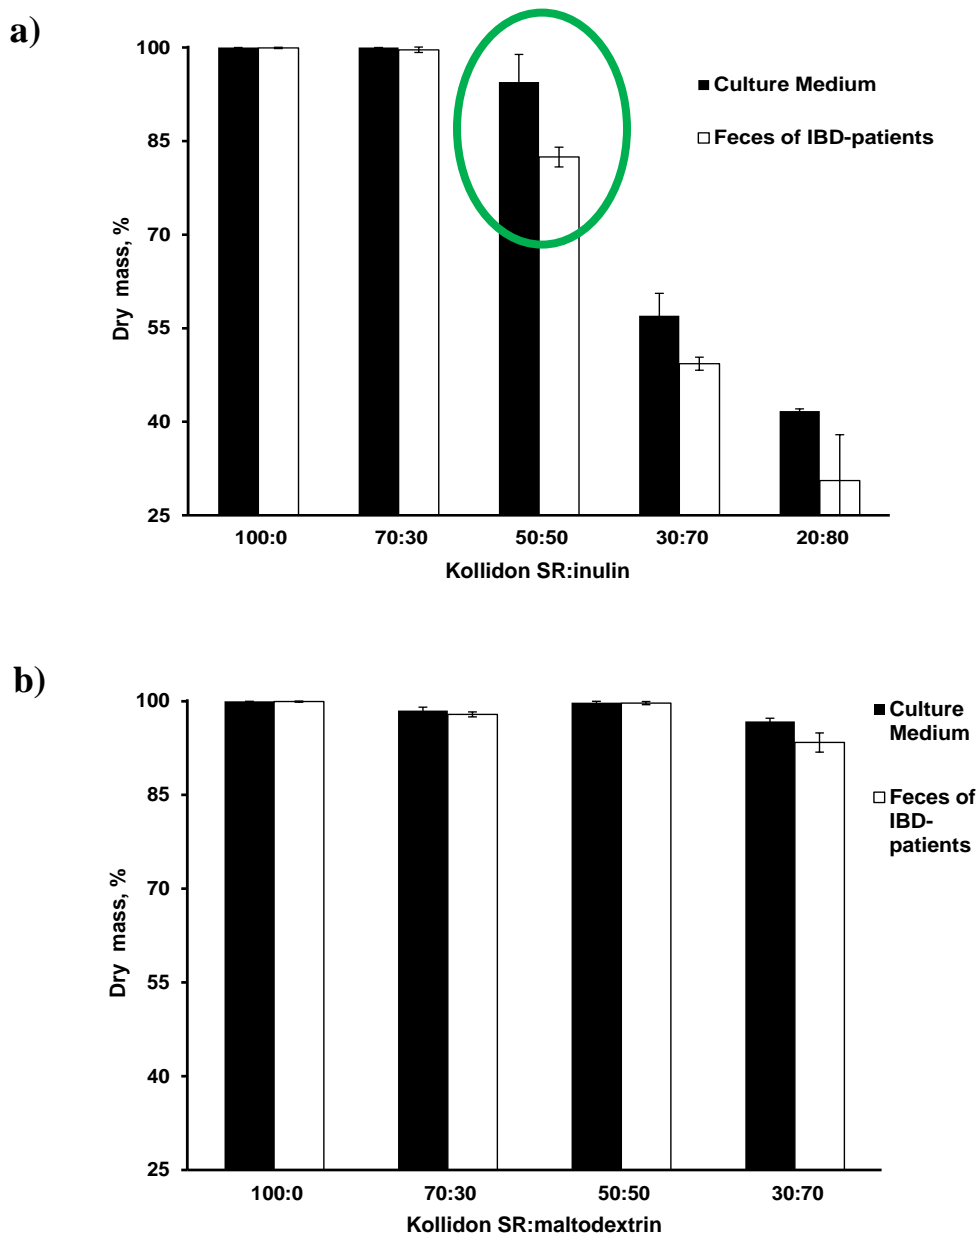 a)
100
85
70
55
40
25
Dry mass, %
Culture Medium
Feces of IBD-patients
100:0 70:30 50:50 30:70 20:80
Kollidon SR:inulin
b)
100
85
70
55
40
25
Dry mass, %
Culture
Medium
Feces of
IBD-
patients
100:0 70:30 50:50 30:70
Kollidon SR:maltodextrin